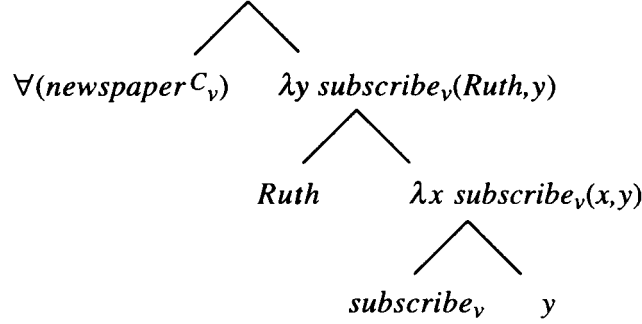 ∀(newspaper C_v) λy subscribe_v(Ruth,y)
Ruth λx subscribe_v(x,y)
subscribe_v y